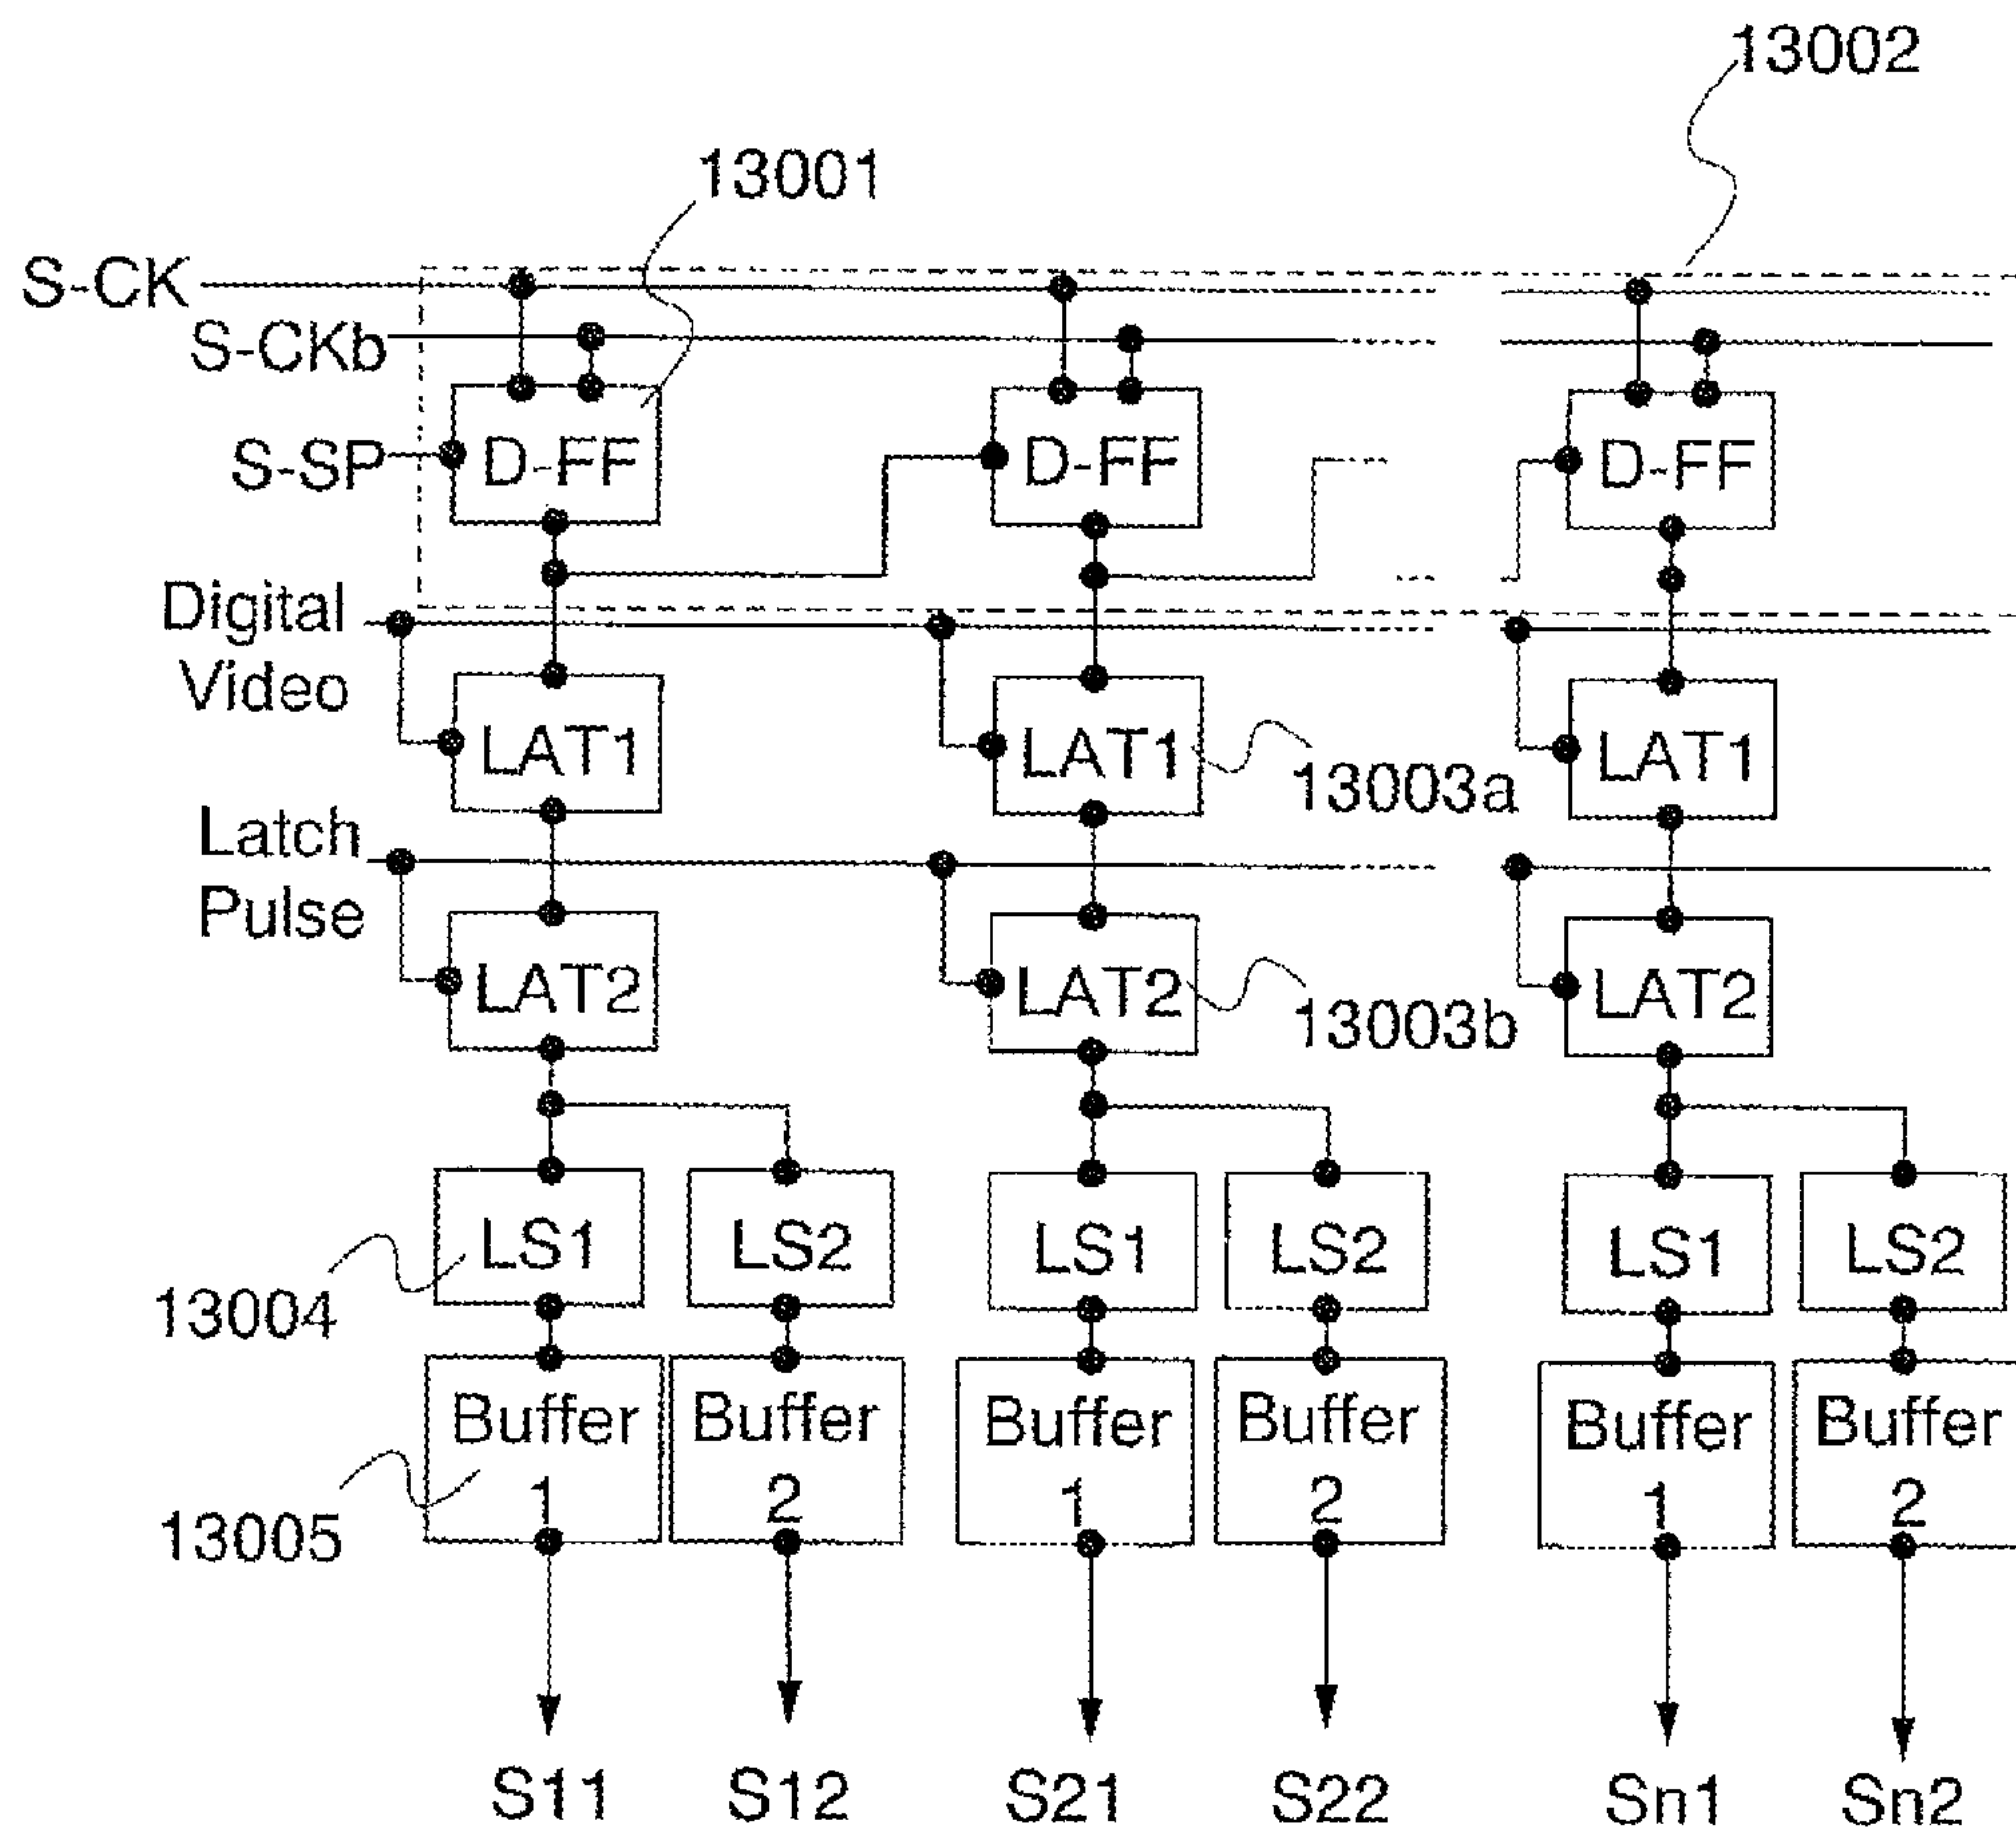 13002
13001
S-CK
S-CKb
S-SP
D-FF
D-FF
D-FF
Digital
Video
LAT1
LAT1
LAT1
13003a
Latch
Pulse
LAT2
LAT2
LAT2
13003b
LS1
LS2
LS1
LS2
LS1
LS2
13004
Buffer
1
Buffer
2
Buffer
1
Buffer
2
Buffer
1
Buffer
2
13005
S11
S12
S21
S22
Sn1
Sn2